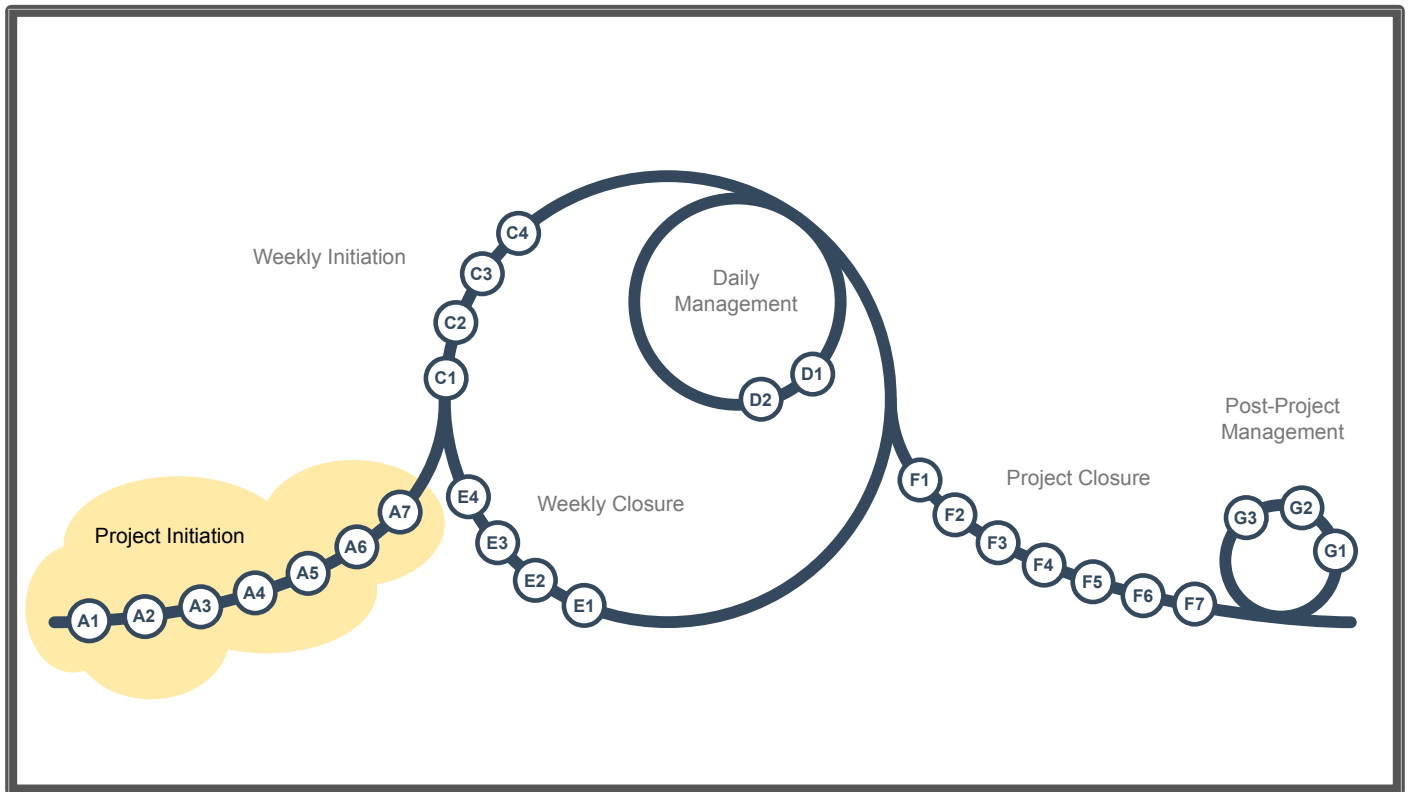 Weekly Initiation
C4
C3
C2
C1
Daily
Management
D1
D2
Project Initiation
A1
A2
A3
A4
A5
A6
A7
Weekly Closure
E4
E3
E2
E1
Project Closure
F1
F2
F3
F4
F5
F6
F7
Post-Project
Management
G3
G2
G1